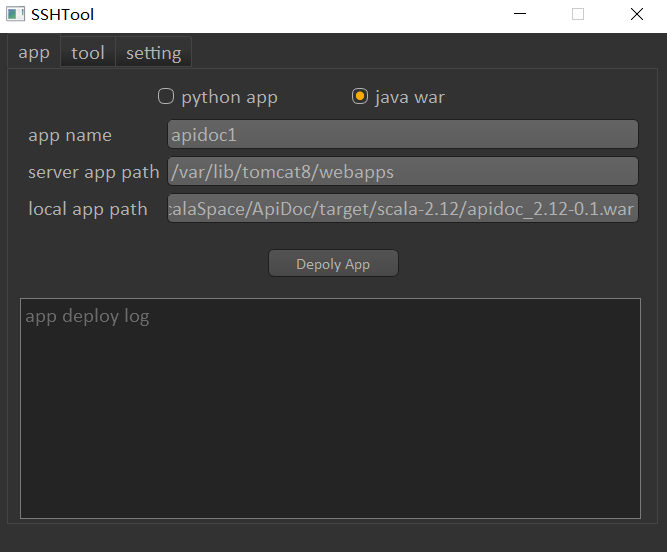 SSHTool
app tool setting
python app java war
app name apidoc1
server app path /var/lib/tomcat8/webapps
local app path calaSpace/ApiDoc/target/scala-2.12/apidoc_2.12-0.1.war
Depoly App
app deploy log